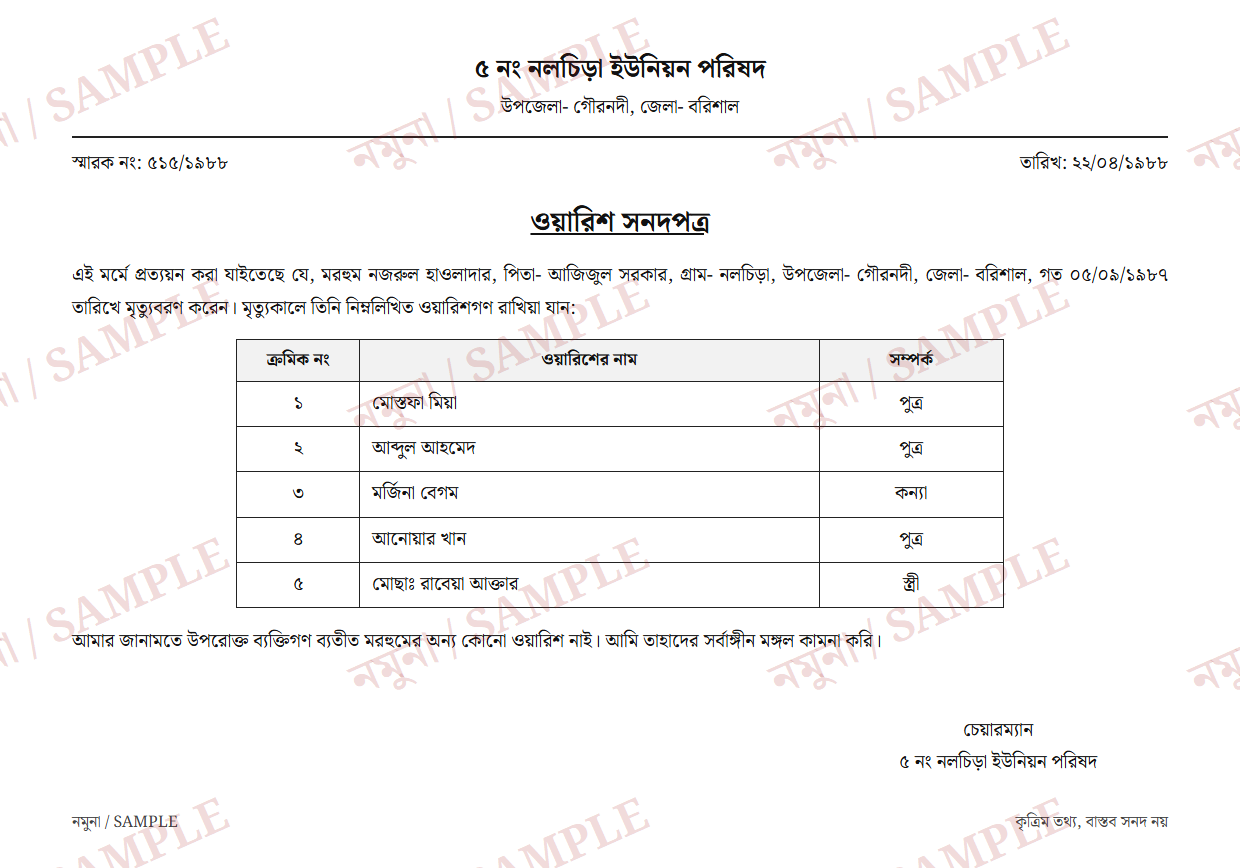 ৫ নং নলচিড়া ইউনিয়ন পরিষদ
উপজেলা- গৌরনদী, জেলা- বরিশাল
স্মারক নং: ৫১৫/১৯৮৮
তারিখ: ২২/০৪/১৯৮৮
ওয়ারিশ সনদপত্র
এই মর্মে প্রত্যয়ন করা যাইতেছে যে, মরহুম নজরুল হাওলাদার, পিতা- আজিজুল সরকার, গ্রাম- নলচিড়া, উপজেলা- গৌরনদী, জেলা- বরিশাল, গত ০৫/০৯/১৯৮৭
তারিখে মৃত্যুবরণ করেন। মৃত্যুকালে তিনি নিম্নলিখিত ওয়ারিশগণ রাখিয়া যান:
ক্রমিক নং ওয়ারিশের নাম সম্পর্ক
১ মোস্তফা মিয়া পুত্র
২ আব্দুল আহমেদ পুত্র
৩ মর্জিনা বেগম কন্যা
৪ আনোয়ার খান পুত্র
৫ মোছাঃ রাবেয়া আক্তার স্ত্রী
আমার জানামতে উপরোক্ত ব্যক্তিগণ ব্যতীত মরহুমের অন্য কোনো ওয়ারিশ নাই। আমি তাহাদের সর্বাঙ্গীন মঙ্গল কামনা করি।
চেয়ারম্যান
৫ নং নলচিড়া ইউনিয়ন পরিষদ
নমুনা / SAMPLE
কৃত্রিম তথ্য, বাস্তব সনদ নয়